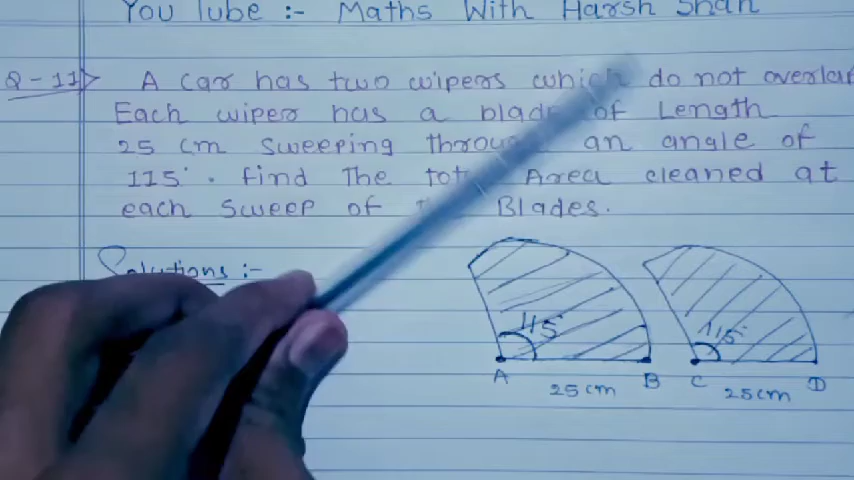 You Tube :- Maths With Harsh Shah
Q-11> A car has two wipers which do not overlap
Each wiper has a blade of Length
25 cm sweeping through an angle of
115°. find The total Area cleaned at
each sweep of Blades.
Solutions :-
115°
115°
A
B
C
D
25 cm
25cm